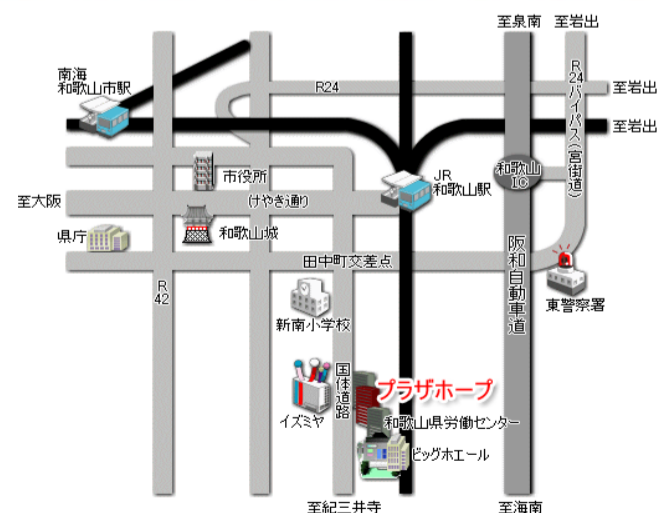 至泉南
至岩出
南海
和歌山市駅
R24
R24バイパス(宮街道)
至岩出
至岩出
市役所
JR
和歌山駅
和歌山
IC
至大阪
けやき通り
県庁
和歌山城
田中町交差点
阪和自動車道
R
42
東警察署
新南小学校
国体道路
プラザホープ
イズミヤ
和歌山県労働センター
ビッグホエール
至紀三井寺
至海南